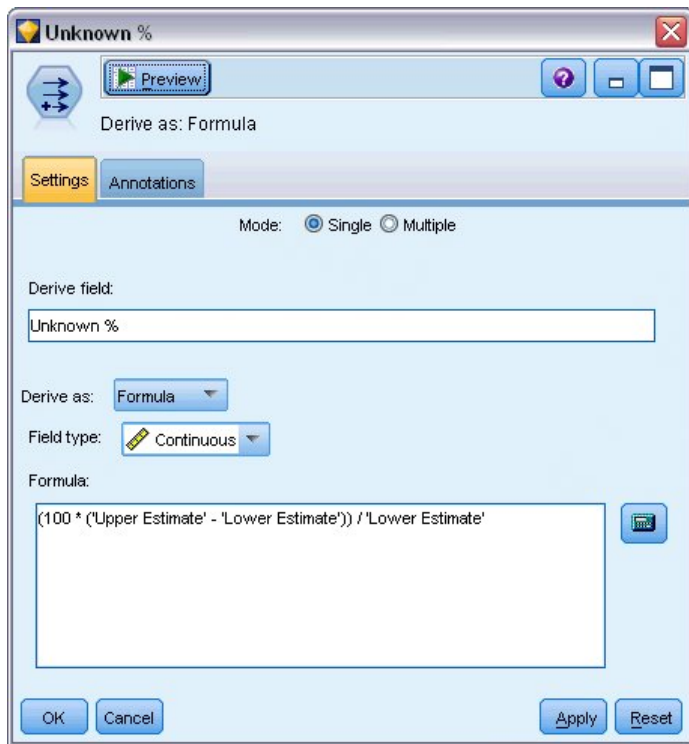 Unknown %
Preview
Derive as: Formula
Settings Annotations
Mode: Single Multiple
Derive field:
Unknown %
Derive as: Formula
Field type: Continuous
Formula:
(100 * ('Upper Estimate' - 'Lower Estimate')) / 'Lower Estimate'
OK Cancel Apply Reset